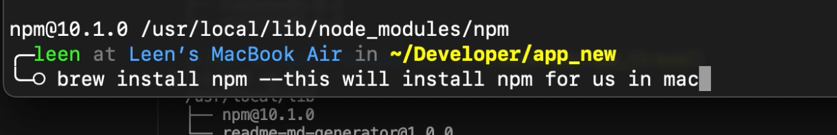 npm@10.1.0 /usr/local/lib/node_modules/npm
leen at Leen’s MacBook Air in ~/Developer/app_new
brew install npm --this will install npm for us in mac
/usr/local/lib
├── npm@10.1.0
└── readme-md-generator@1.0.0